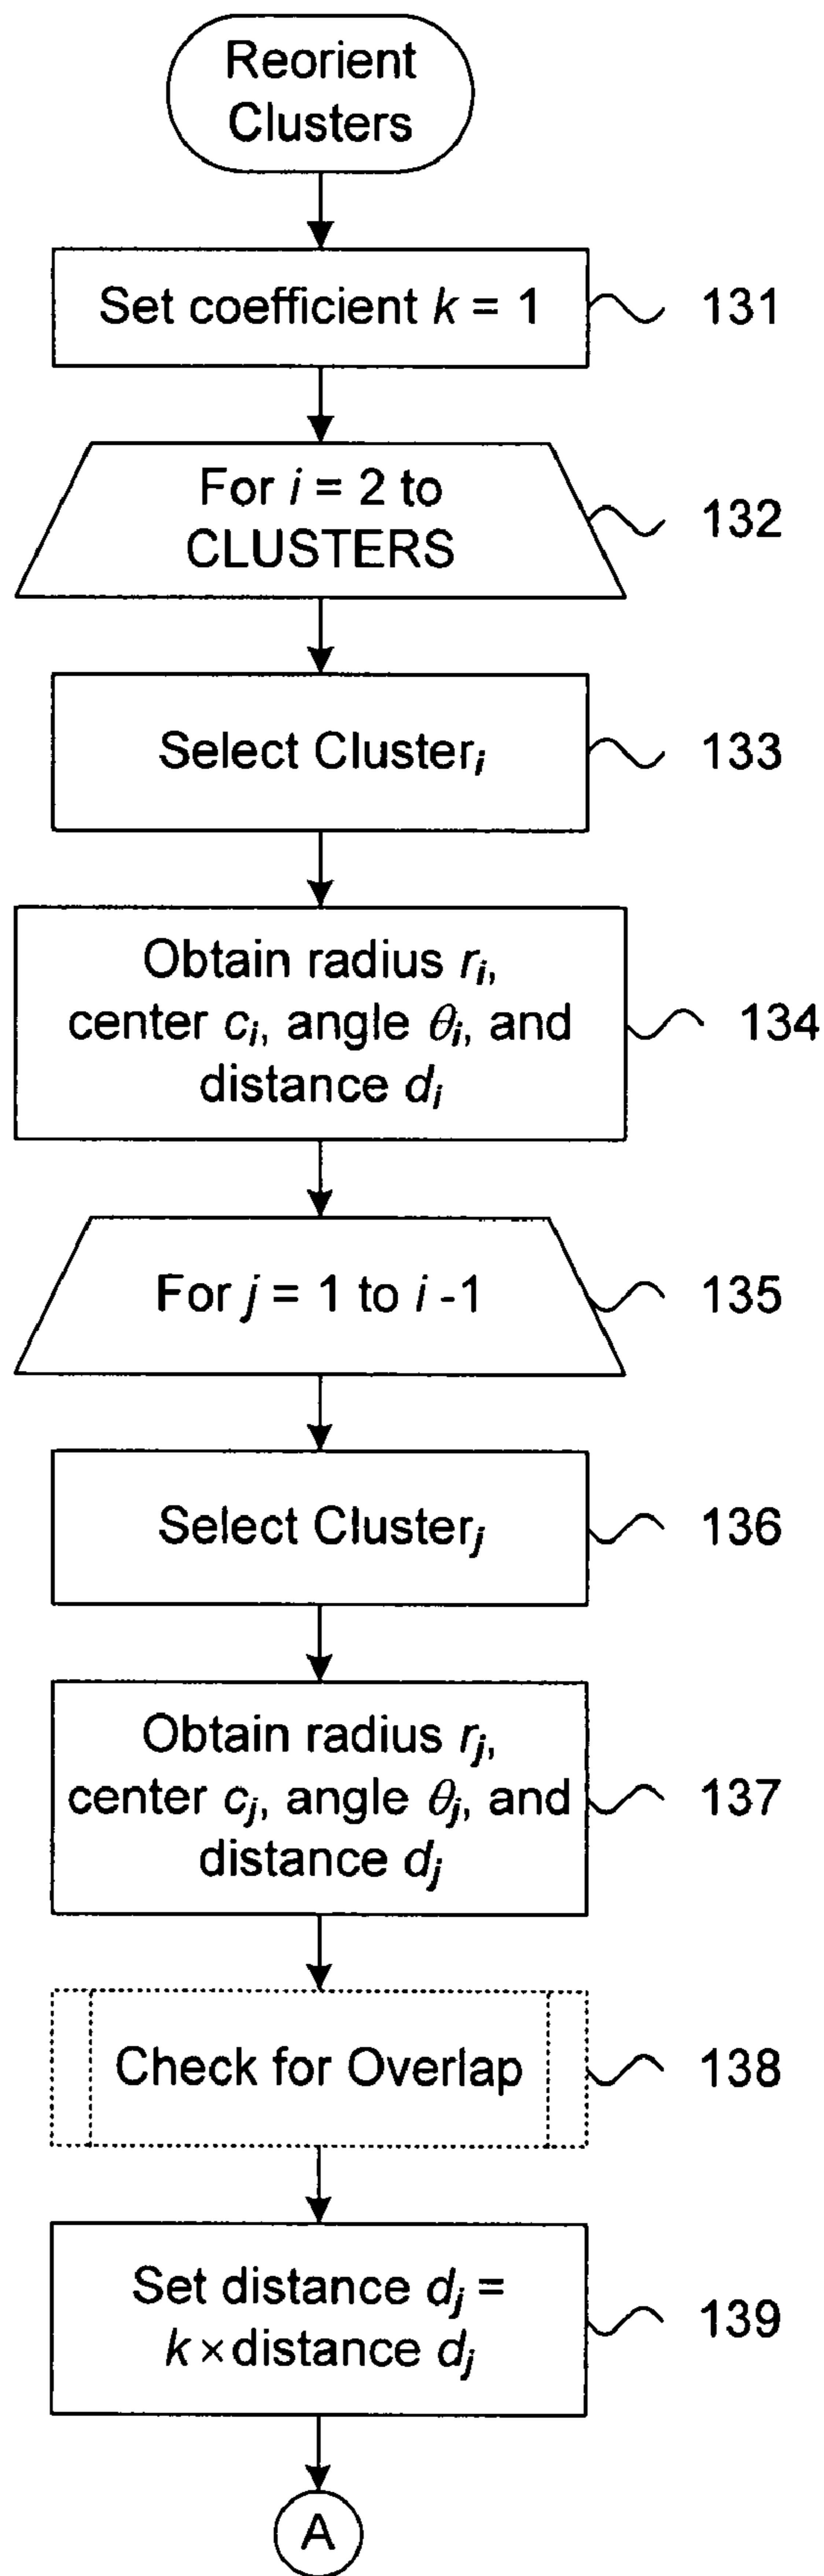 Reorient
Clusters
Set coefficient k = 1
131
For i = 2 to
CLUSTERS
132
Select Clusterᵢ
133
Obtain radius rᵢ,
center cᵢ, angle θᵢ, and
distance dᵢ
134
For j = 1 to i -1
135
Select Clusterⱼ
136
Obtain radius rⱼ,
center cⱼ, angle θⱼ, and
distance dⱼ
137
Check for Overlap
138
Set distance dⱼ =
k × distance dⱼ
139
A